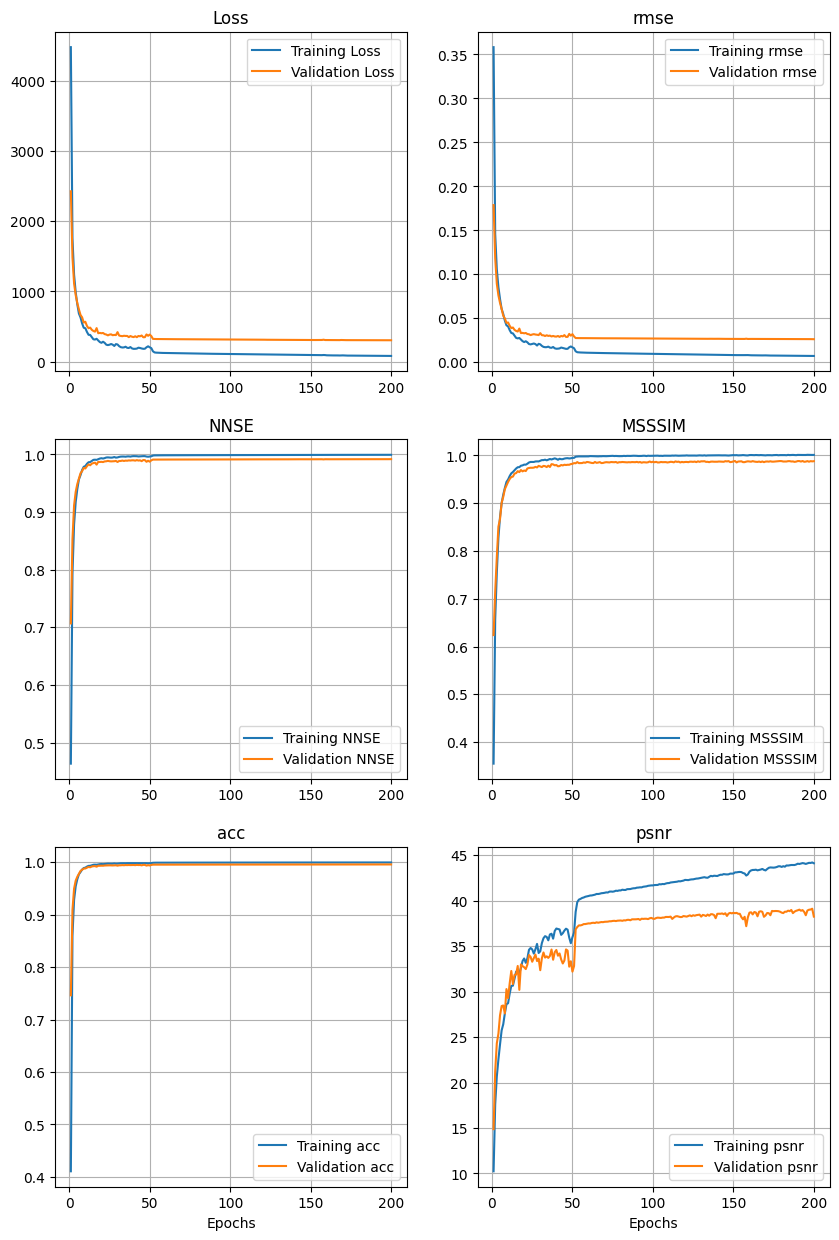 Loss
Training Loss
Validation Loss
4000
3000
2000
1000
0
0 50 100 150 200
rmse
Training rmse
Validation rmse
0.35
0.30
0.25
0.20
0.15
0.10
0.05
0.00
0 50 100 150 200
NNSE
1.0
0.9
0.8
0.7
0.6
0.5
Training NNSE
Validation NNSE
0 50 100 150 200
MSSSIM
1.0
0.9
0.8
0.7
0.6
0.5
0.4
Training MSSSIM
Validation MSSSIM
0 50 100 150 200
acc
1.0
0.9
0.8
0.7
0.6
0.5
0.4
Training acc
Validation acc
0 50 100 150 200
Epochs
psnr
45
40
35
30
25
20
15
10
Training psnr
Validation psnr
0 50 100 150 200
Epochs